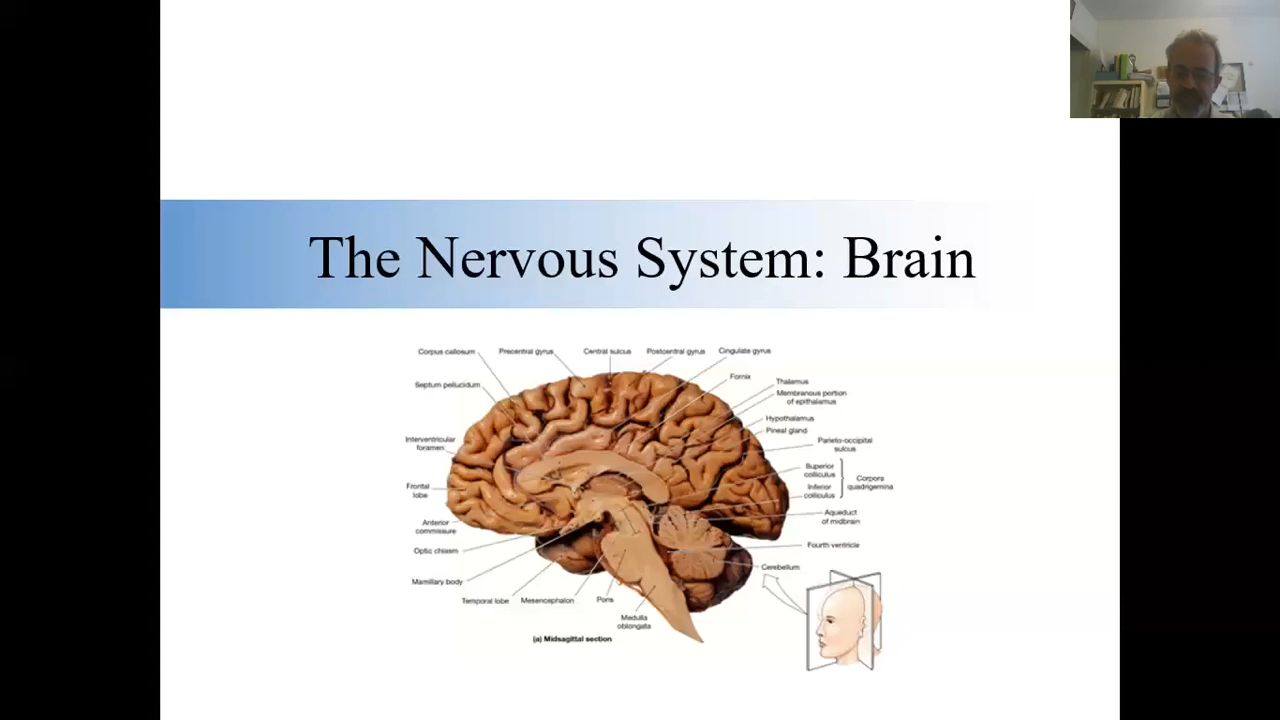 The Nervous System: Brain
Corpus callosum
Precentral gyrus
Central sulcus
Postcentral gyrus
Cingulate gyrus
Septum pellucidum
Fornix
Thalamus
Membranous portion
of epithalamus
Hypothalamus
Pineal gland
Interventricular
foramen
Parieto-occipital
sulcus
Superior
colliculus
Corpora
quadrigemina
Inferior
colliculus
Frontal
lobe
Anterior
commissure
Aqueduct
of midbrain
Optic chiasm
Fourth ventricle
Cerebellum
Mamillary body
Temporal lobe
Mesencephalon
Pons
Medulla
oblongata
(a) Midsagittal section